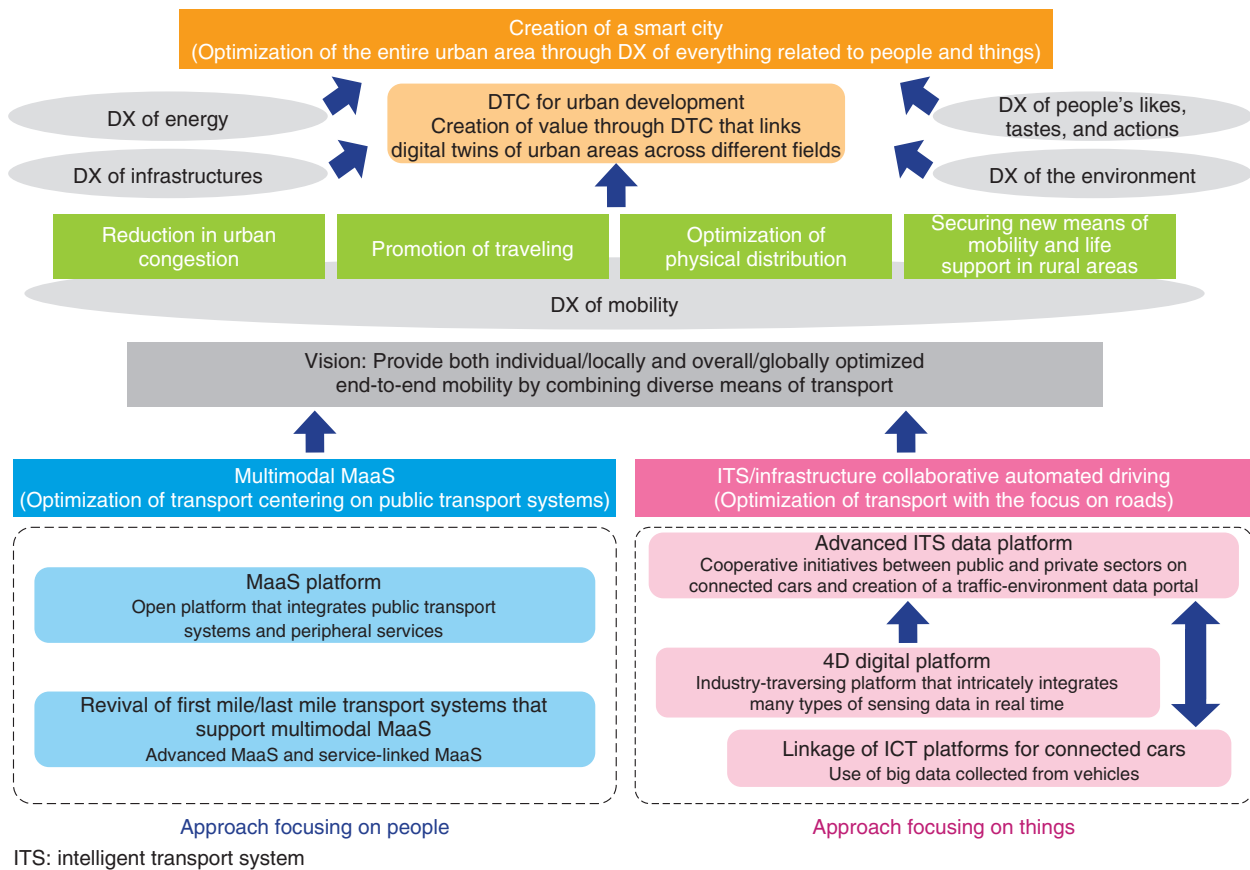 Creation of a smart city
(Optimization of the entire urban area through DX of everything related to people and things)
DX of energy
DX of infrastructures
DTC for urban development
Creation of value through DTC that links
digital twins of urban areas across different fields
DX of people's likes,
tastes, and actions
DX of the environment
Reduction in urban
congestion
Promotion of traveling
Optimization of
physical distribution
Securing new means of
mobility and life
support in rural areas
DX of mobility
Vision: Provide both individual/locally and overall/globally optimized
end-to-end mobility by combining diverse means of transport
Multimodal MaaS
(Optimization of transport centering on public transport systems)
MaaS platform
Open platform that integrates public transport
systems and peripheral services
Revival of first mile/last mile transport systems that
support multimodal MaaS
Advanced MaaS and service-linked MaaS
Approach focusing on people
ITS/infrastructure collaborative automated driving
(Optimization of transport with the focus on roads)
Advanced ITS data platform
Cooperative initiatives between public and private sectors on
connected cars and creation of a traffic-environment data portal
4D digital platform
Industry-traversing platform that intricately integrates
many types of sensing data in real time
Linkage of ICT platforms for connected cars
Use of big data collected from vehicles
Approach focusing on things
ITS: intelligent transport system